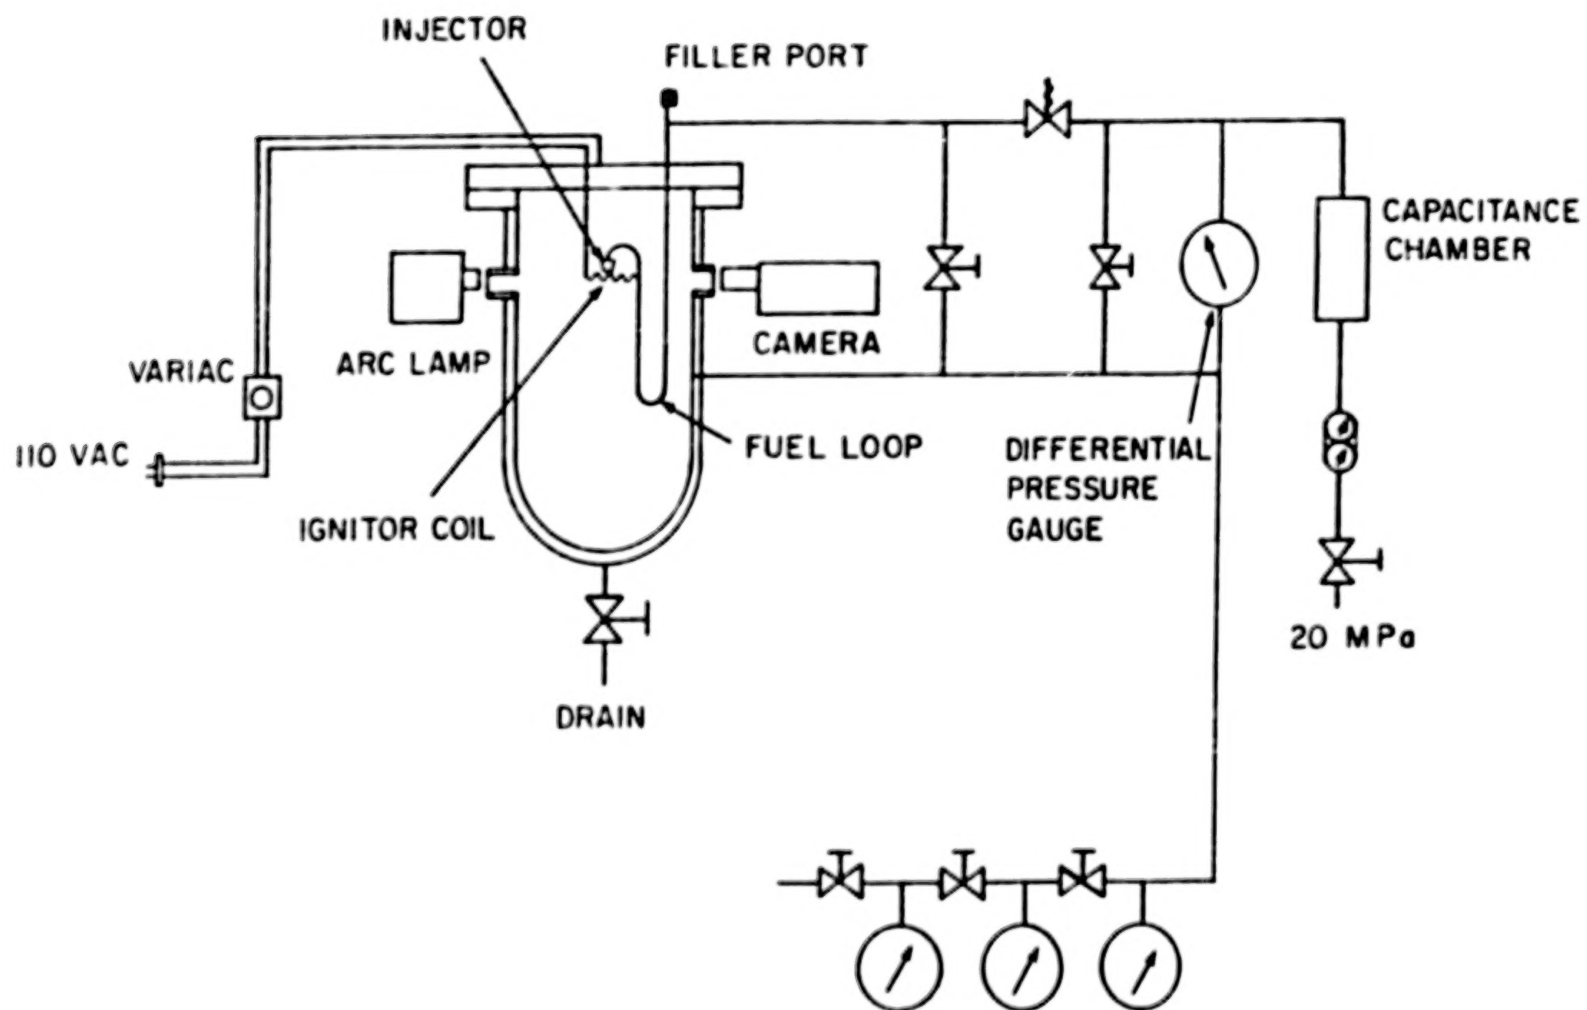 INJECTOR
FILLER PORT
CAPACITANCE
CHAMBER
VARIAC
ARC LAMP
CAMERA
110 VAC
FUEL LOOP
DIFFERENTIAL
PRESSURE
GAUGE
IGNITOR COIL
20 MPa
DRAIN